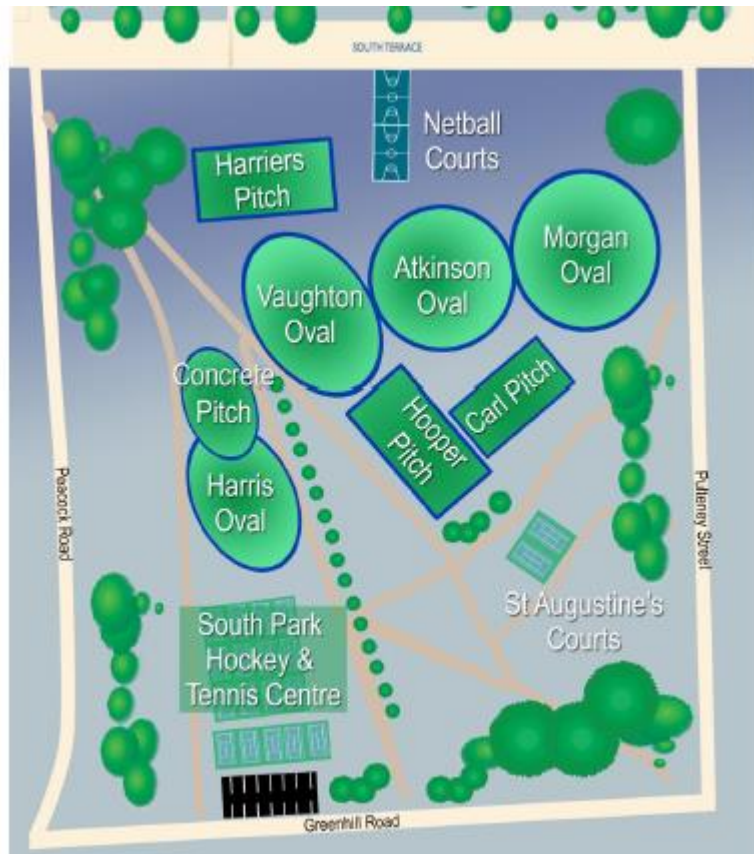 SOUTH TERRACE
Netball
Courts
Harriers
Pitch
Morgan
Oval
Atkinson
Oval
Vaughton
Oval
Concrete
Pitch
Carl Pitch
Hooper
Pitch
Harris
Oval
Peacock Road
Pulteney Street
St Augustine's
Courts
South Park
Hockey &
Tennis Centre
Greenhill Road